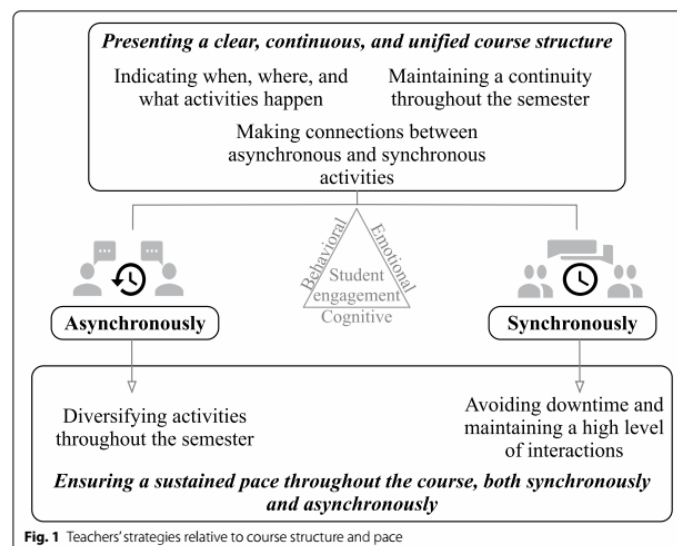 Presenting a clear, continuous, and unified course structure
Indicating when, where, and
what activities happen
Maintaining a continuity
throughout the semester
Making connections between
asynchronous and synchronous
activities
Behavioral
Emotional
Student
engagement
Cognitive
Asynchronously
Synchronously
Diversifying activities
throughout the semester
Avoiding downtime and
maintaining a high level
of interactions
Ensuring a sustained pace throughout the course, both synchronously
and asynchronously
Fig. 1 Teachers' strategies relative to course structure and pace